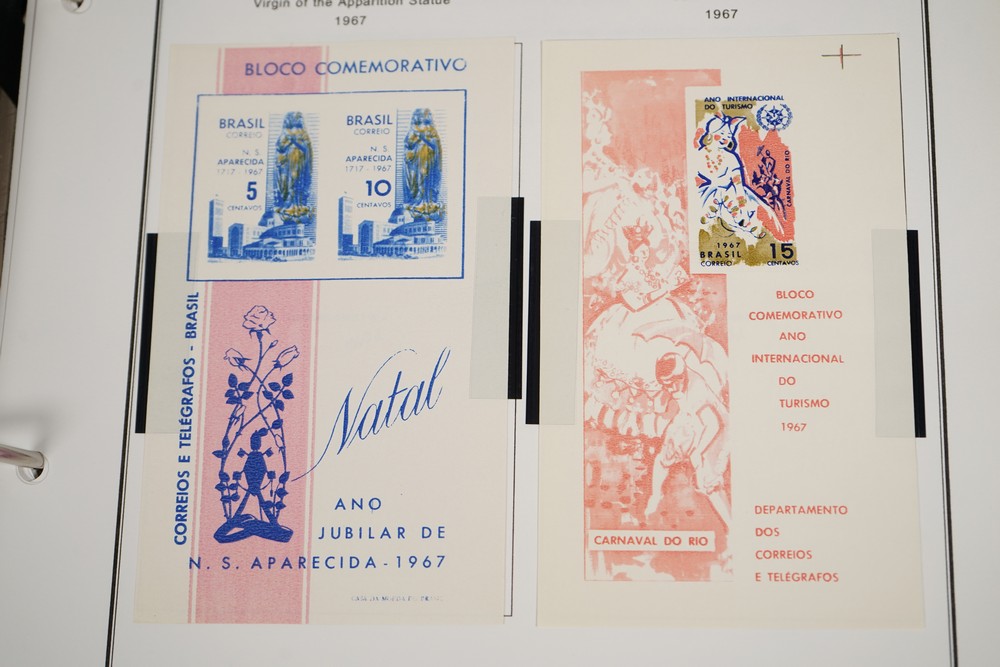 Virgin of the Apparition Statue
1967
BLOCO COMEMORATIVO
BRASIL
CORREIO
N. S.
APARECIDA
1717 - 1967
5
CENTAVOS
BRASIL
CORREIO
N. S.
APARECIDA
1717 - 1967
10
CENTAVOS
CORREIOS E TELÉGRAFOS - BRASIL
Natal
ANO
JUBILAR DE
N. S. APARECIDA - 1967
1967
ANO INTERNACIONAL
DO TURISMO
CARNAVAL DO RIO
1967
BRASIL
CORREIO
15
CENTAVOS
BLOCO
COMEMORATIVO
ANO
INTERNACIONAL
DO
TURISMO
1967
CARNAVAL DO RIO
DEPARTAMENTO
DOS
CORREIOS
E TELÉGRAFOS